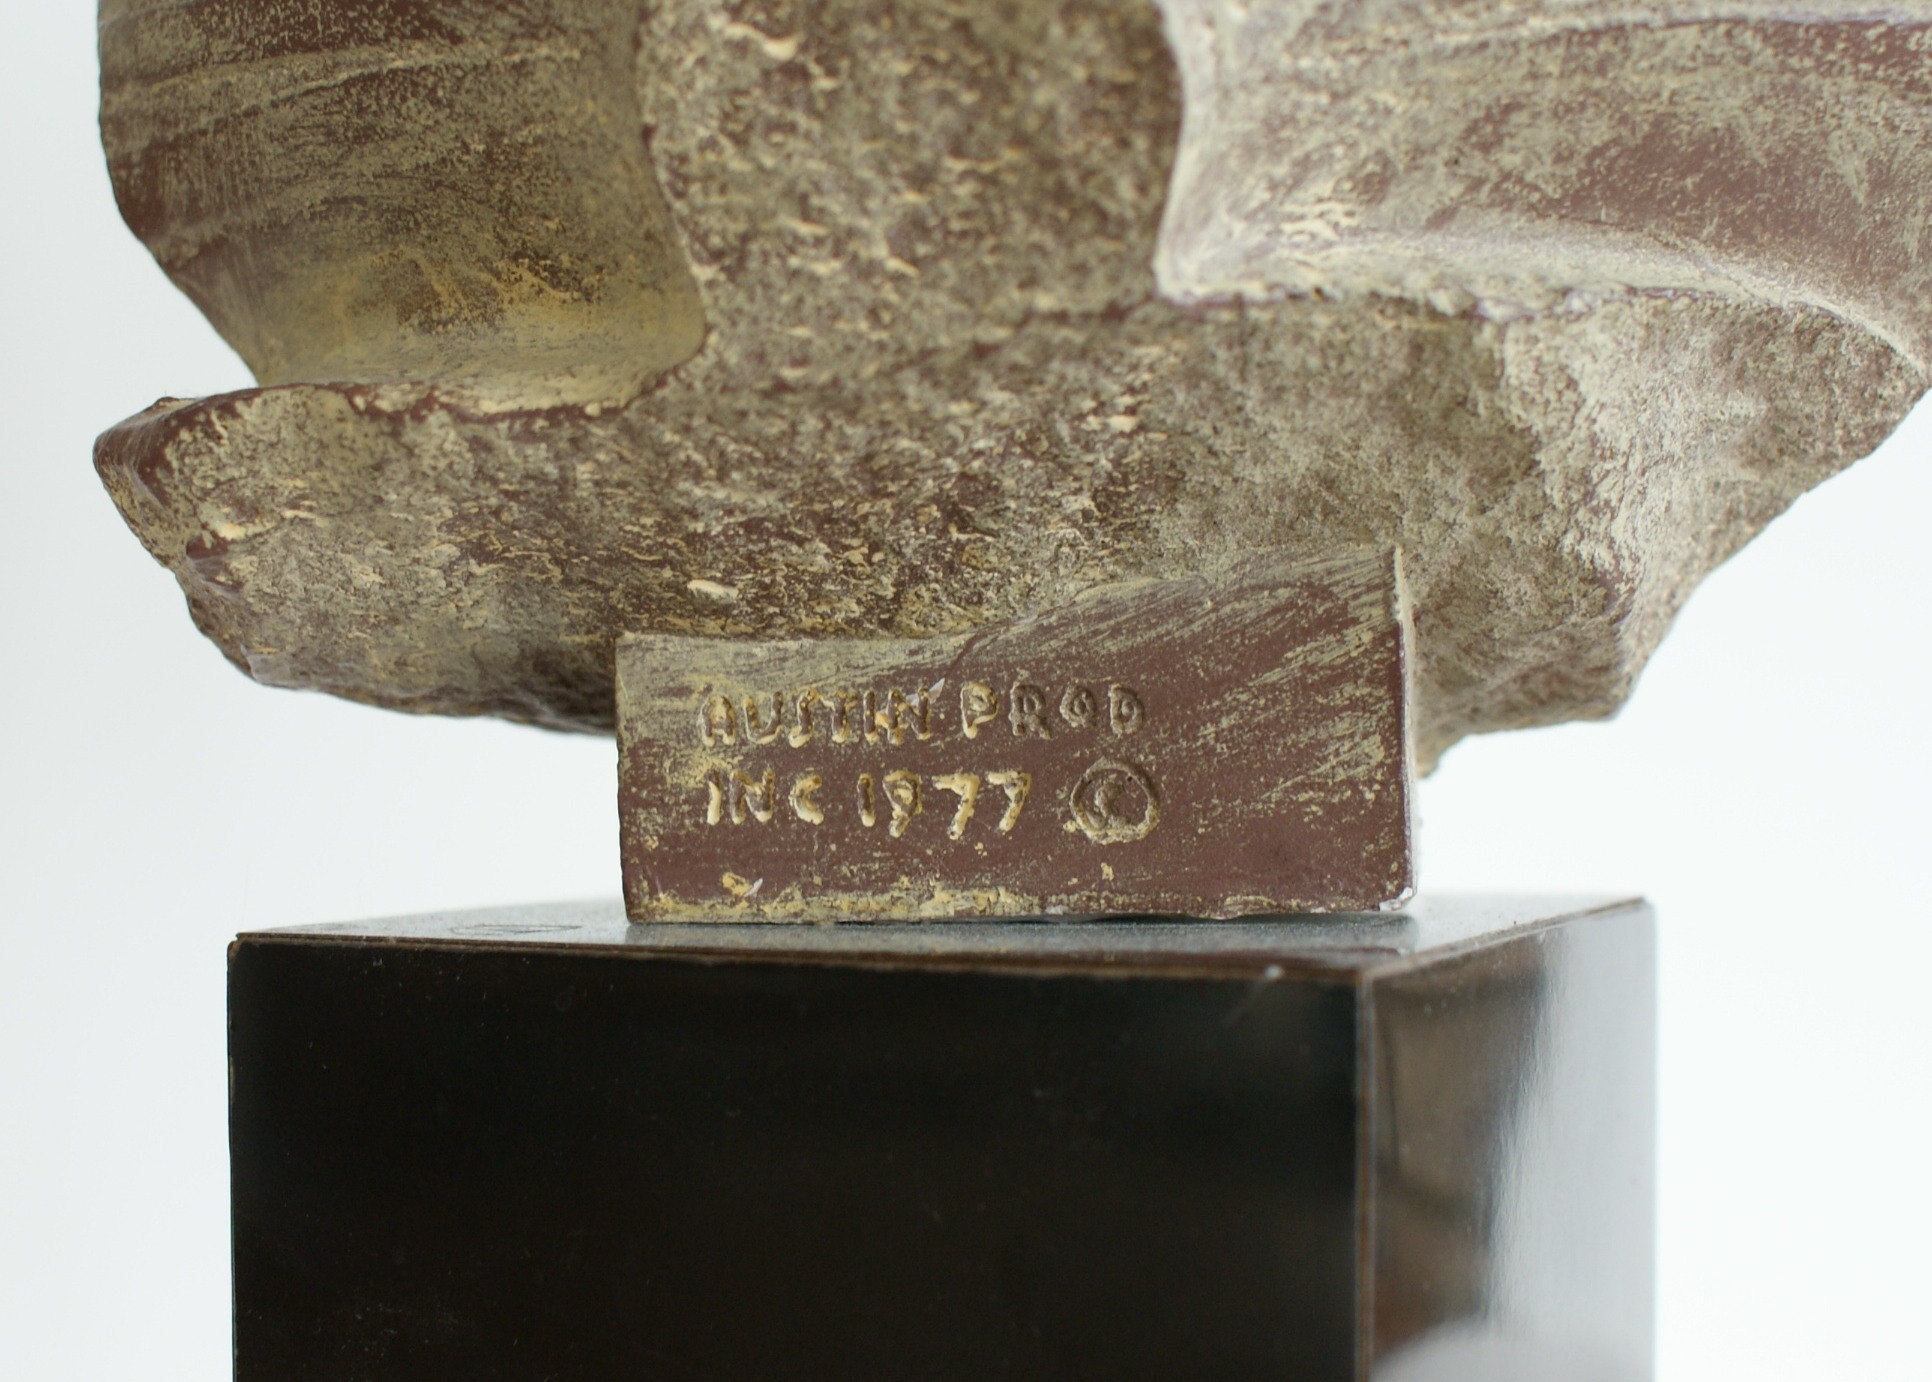 AUSTIN PROD
INC 1977 ©